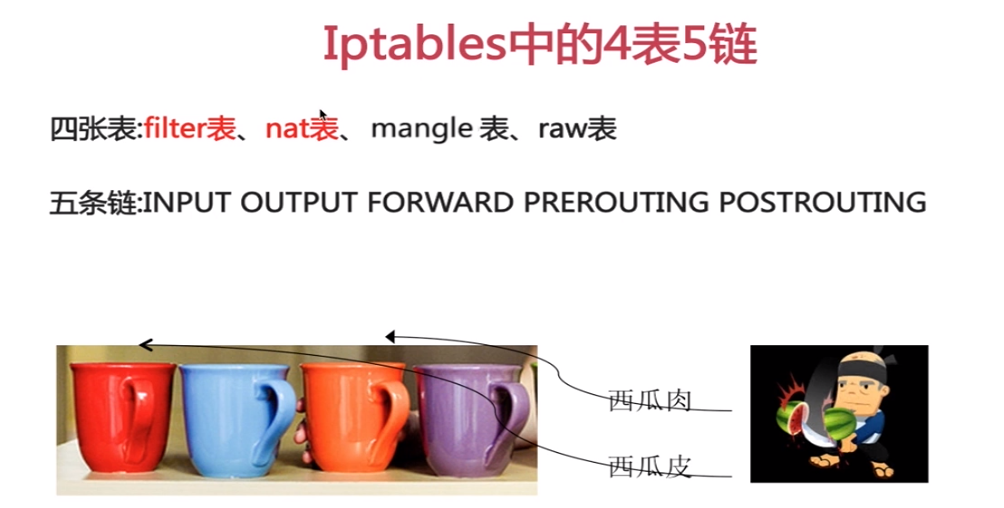 Iptables中的4表5链
四张表:filter表、nat表、 mangle 表、raw表
五条链:INPUT OUTPUT FORWARD PREROUTING POSTROUTING
西瓜肉
西瓜皮